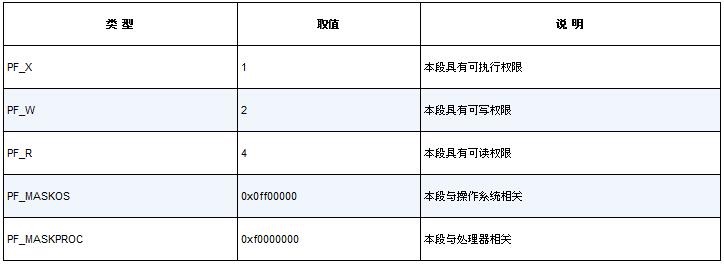 类 型 取值 说 明
PF_X 1 本段具有可执行权限
PF_W 2 本段具有可写权限
PF_R 4 本段具有可读权限
PF_MASKOS 0x0ff00000 本段与操作系统相关
PF_MASKPROC 0xf0000000 本段与处理器相关